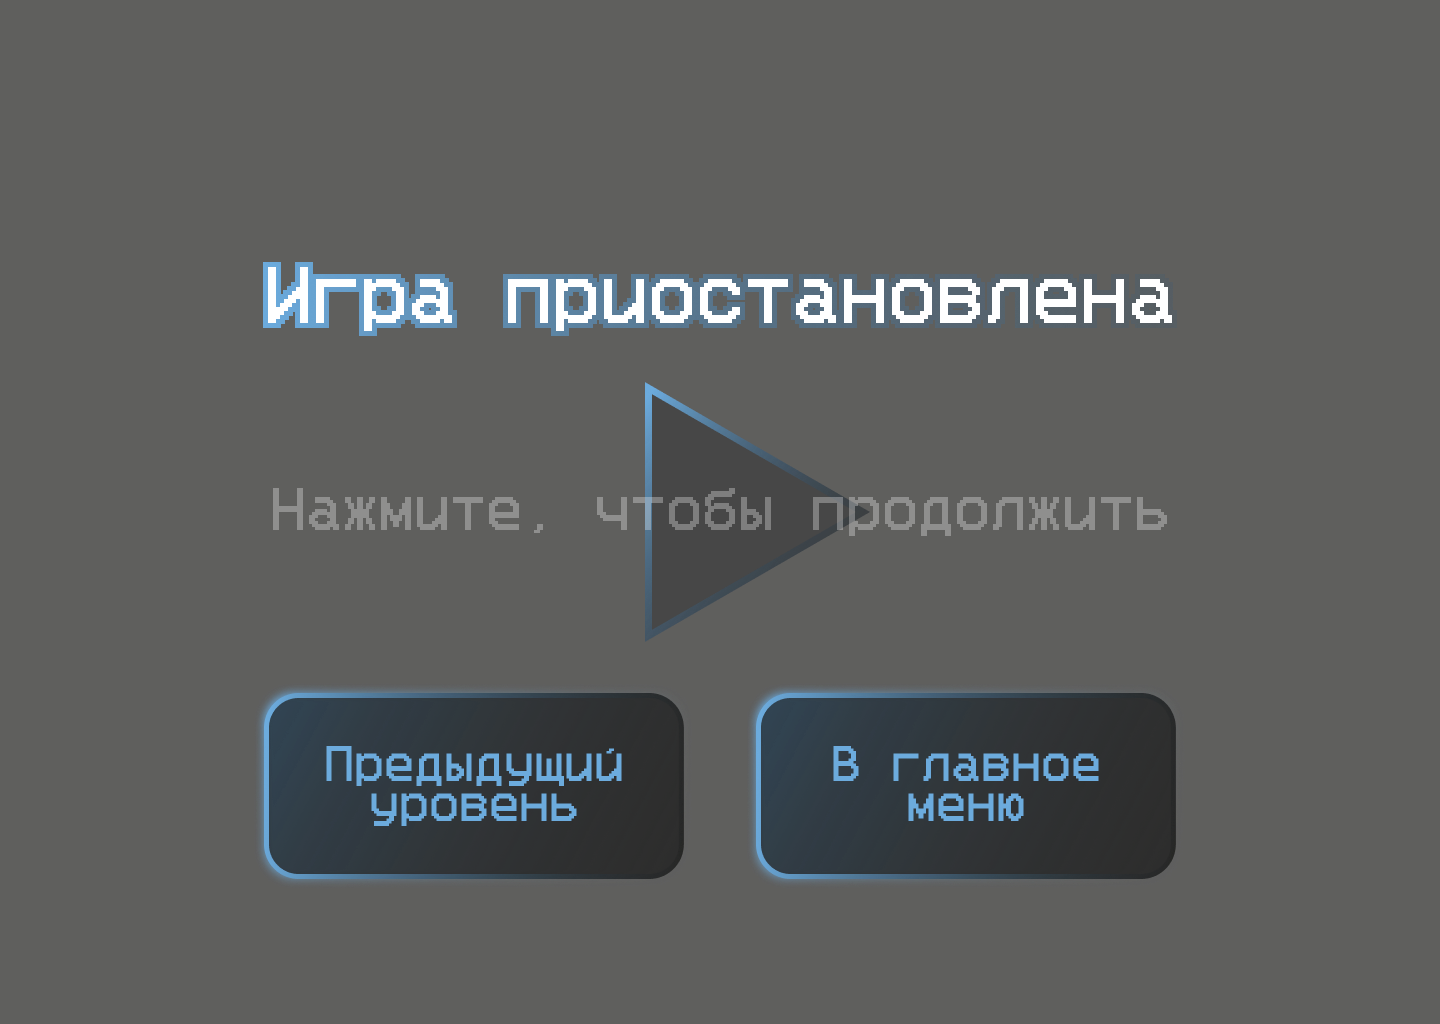 Игра приостановлена
Нажмите, чтобы продолжить
Предыдущий
уровень
В главное
меню